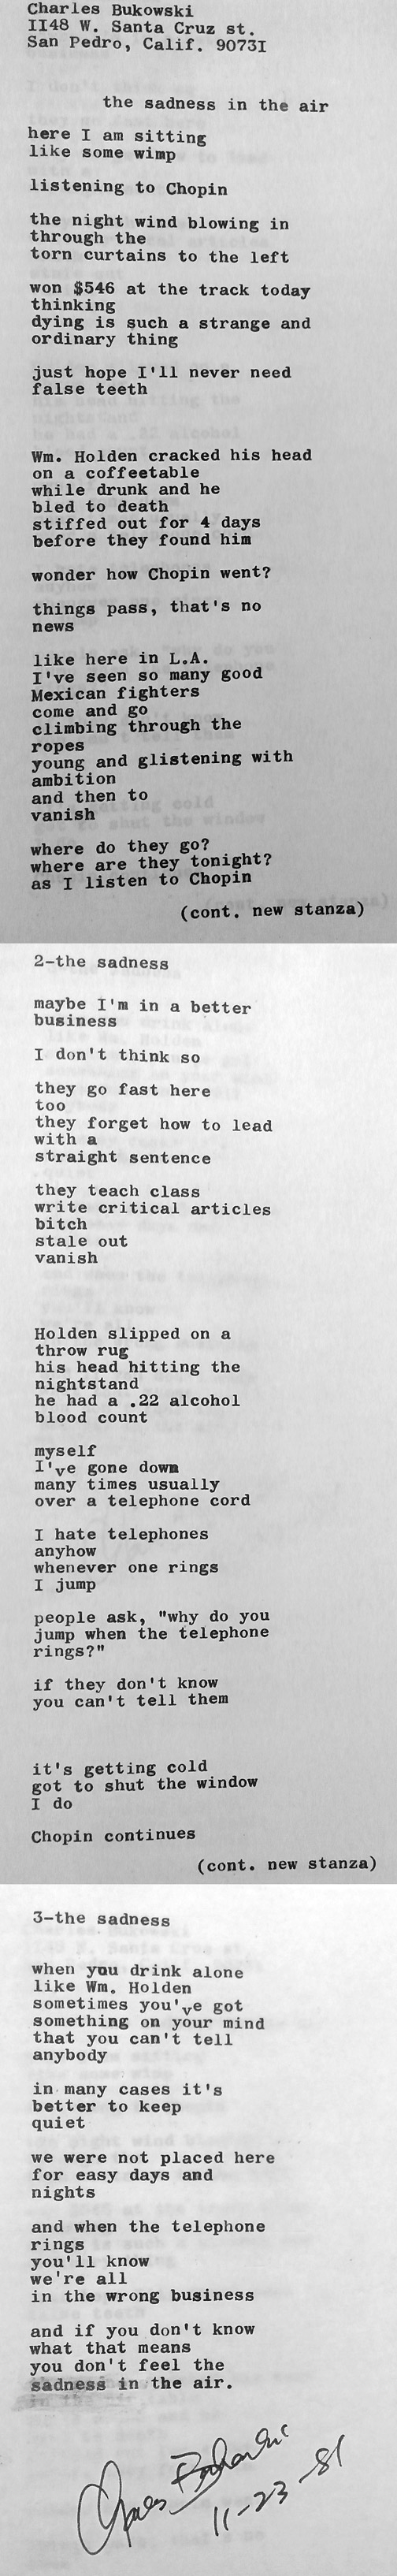 Charles Bukowski
II48 W. Santa Cruz st.
San Pedro, Calif. 9073I
the sadness in the air
here I am sitting
like some wimp
listening to Chopin
the night wind blowing in
through the
torn curtains to the left
won $546 at the track today
thinking
dying is such a strange and
ordinary thing
just hope I'll never need
false teeth
Wm. Holden cracked his head
on a coffeetable
while drunk and he
bled to death
stiffed out for 4 days
before they found him
wonder how Chopin went?
things pass, that's no
news
like here in L.A.
I've seen so many good
Mexican fighters
come and go
climbing through the
ropes
young and glistening with
ambition
and then to
vanish
where do they go?
where are they tonight?
as I listen to Chopin
(cont. new stanza)
2-the sadness
maybe I'm in a better
business
I don't think so
they go fast here
too
they forget how to lead
with a
straight sentence
they teach class
write critical articles
bitch
stale out
vanish
Holden slipped on a
throw rug
his head hitting the
nightstand
he had a .22 alcohol
blood count
myself
I've gone down
many times usually
over a telephone cord
I hate telephones
anyhow
whenever one rings
I jump
people ask, "why do you
jump when the telephone
rings?"
if they don't know
you can't tell them
it's getting cold
got to shut the window
I do
Chopin continues
(cont. new stanza)
3-the sadness
when you drink alone
like Wm. Holden
sometimes you've got
something on your mind
that you can't tell
anybody
in many cases it's
better to keep
quiet
we were not placed here
for easy days and
nights
and when the telephone
rings
you'll know
we're all
in the wrong business
and if you don't know
what that means
you don't feel the
sadness in the air.
Charles Bukowski
11-23-81